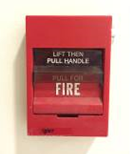 LIFT THEN
PULL HANDLE
PULL FOR
FIRE